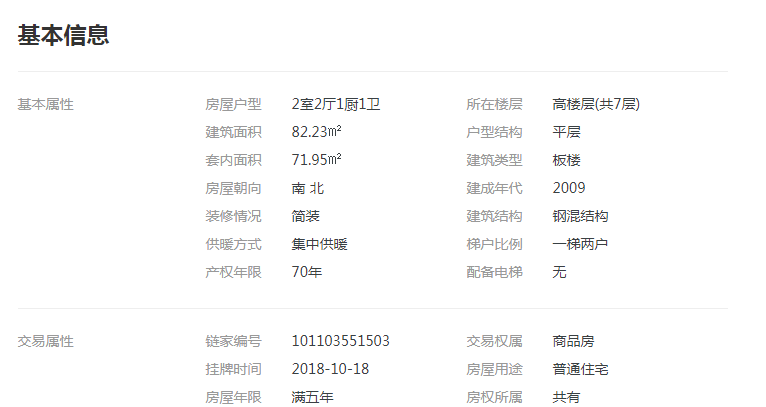 基本信息
基本属性 房屋户型 2室2厅1厨1卫 所在楼层 高楼层(共7层)
建筑面积 82.23㎡ 户型结构 平层
套内面积 71.95㎡ 建筑类型 板楼
房屋朝向 南 北 建成年代 2009
装修情况 简装 建筑结构 钢混结构
供暖方式 集中供暖 梯户比例 一梯两户
产权年限 70年 配备电梯 无
交易属性 链家编号 101103551503 交易权属 商品房
挂牌时间 2018-10-18 房屋用途 普通住宅
房屋年限 满五年 房权所属 共有